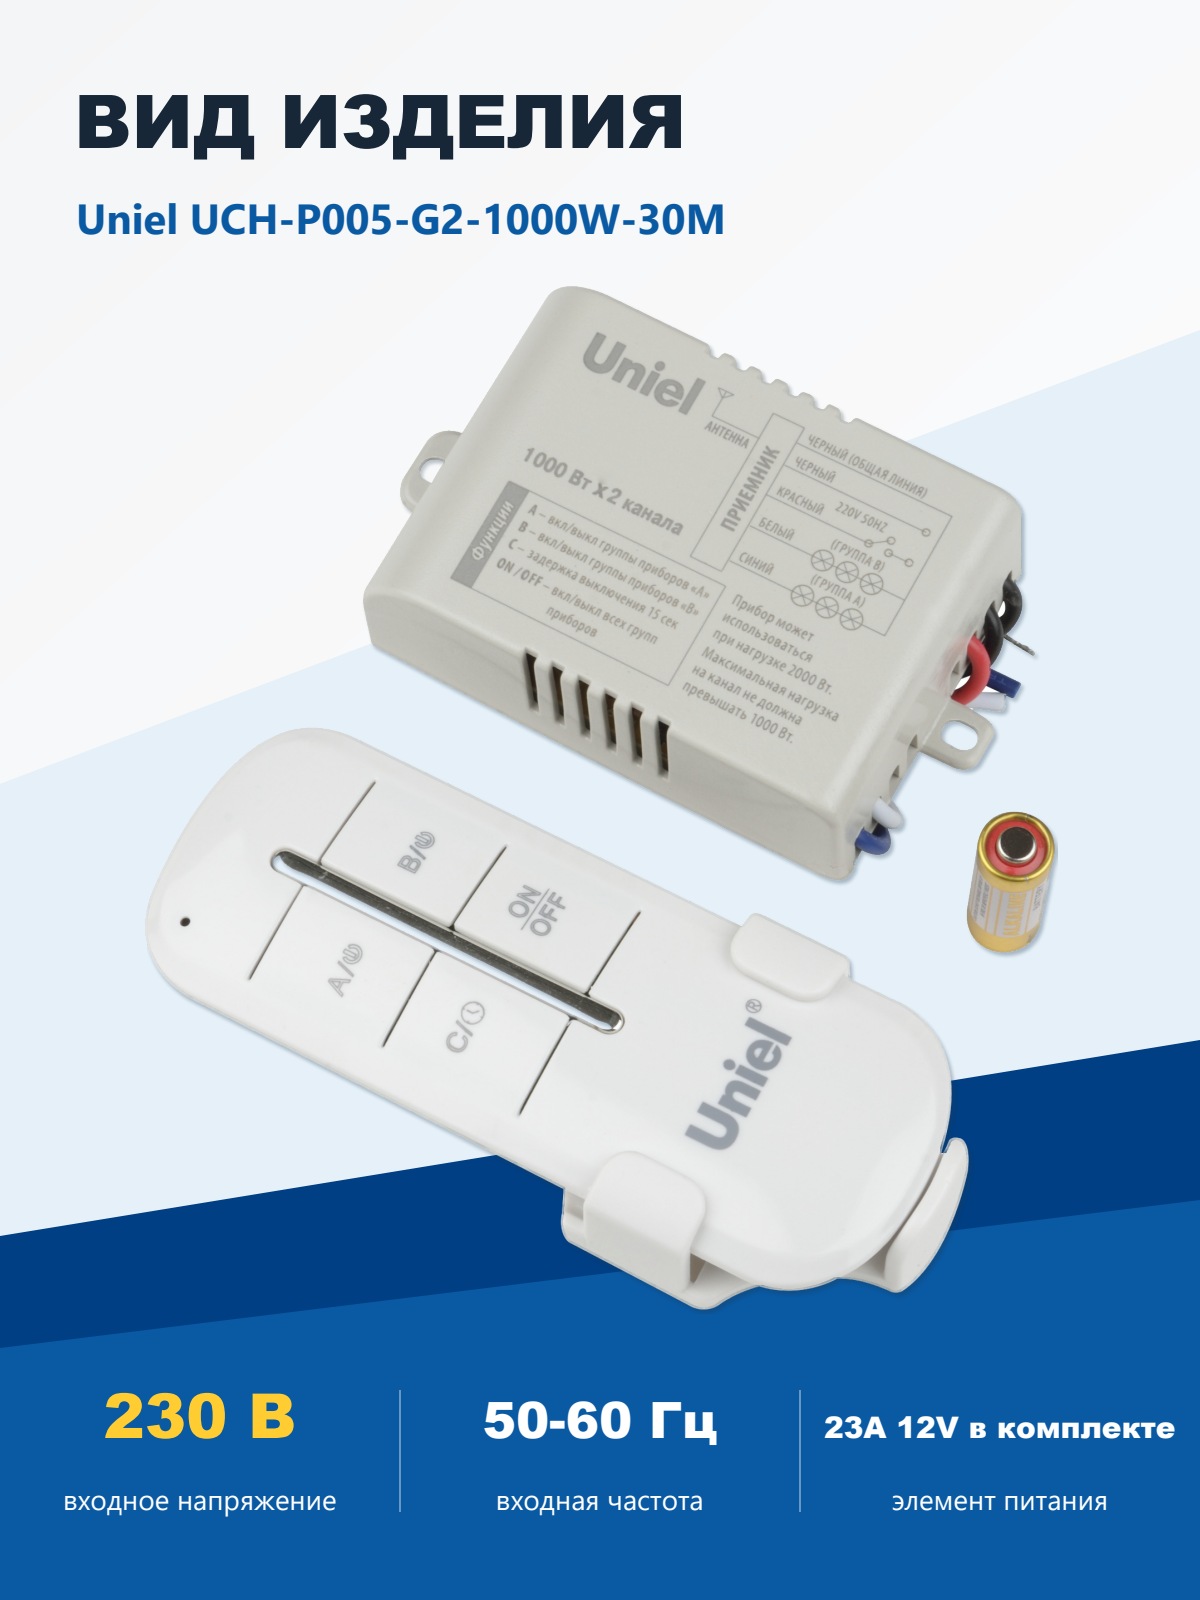 ВИД ИЗДЕЛИЯ
Uniel UCH-P005-G2-1000W-30M
Uniel
АНТЕННА
ПРИЕМНИК
ЧЕРНЫЙ (ОБЩАЯ ЛИНИЯ)
ЧЕРНЫЙ
КРАСНЫЙ 220V 50HZ
БЕЛЫЙ (ГРУППА B)
СИНИЙ (ГРУППА A)
1000 Вт x 2 канала
Функции
A – вкл/выкл группы приборов «A»
B – вкл/выкл группы приборов «B»
C – задержка выключения 15 сек
ON/OFF – вкл/выкл всех групп
приборов
Прибор может
использоваться
при нагрузке 2000 Вт.
Максимальная нагрузка
на канал не должна
превышать 1000 Вт.
B/
ON
OFF
A/
C/
Uniel®
230 В
входное напряжение
50-60 Гц
входная частота
23A 12V в комплекте
элемент питания